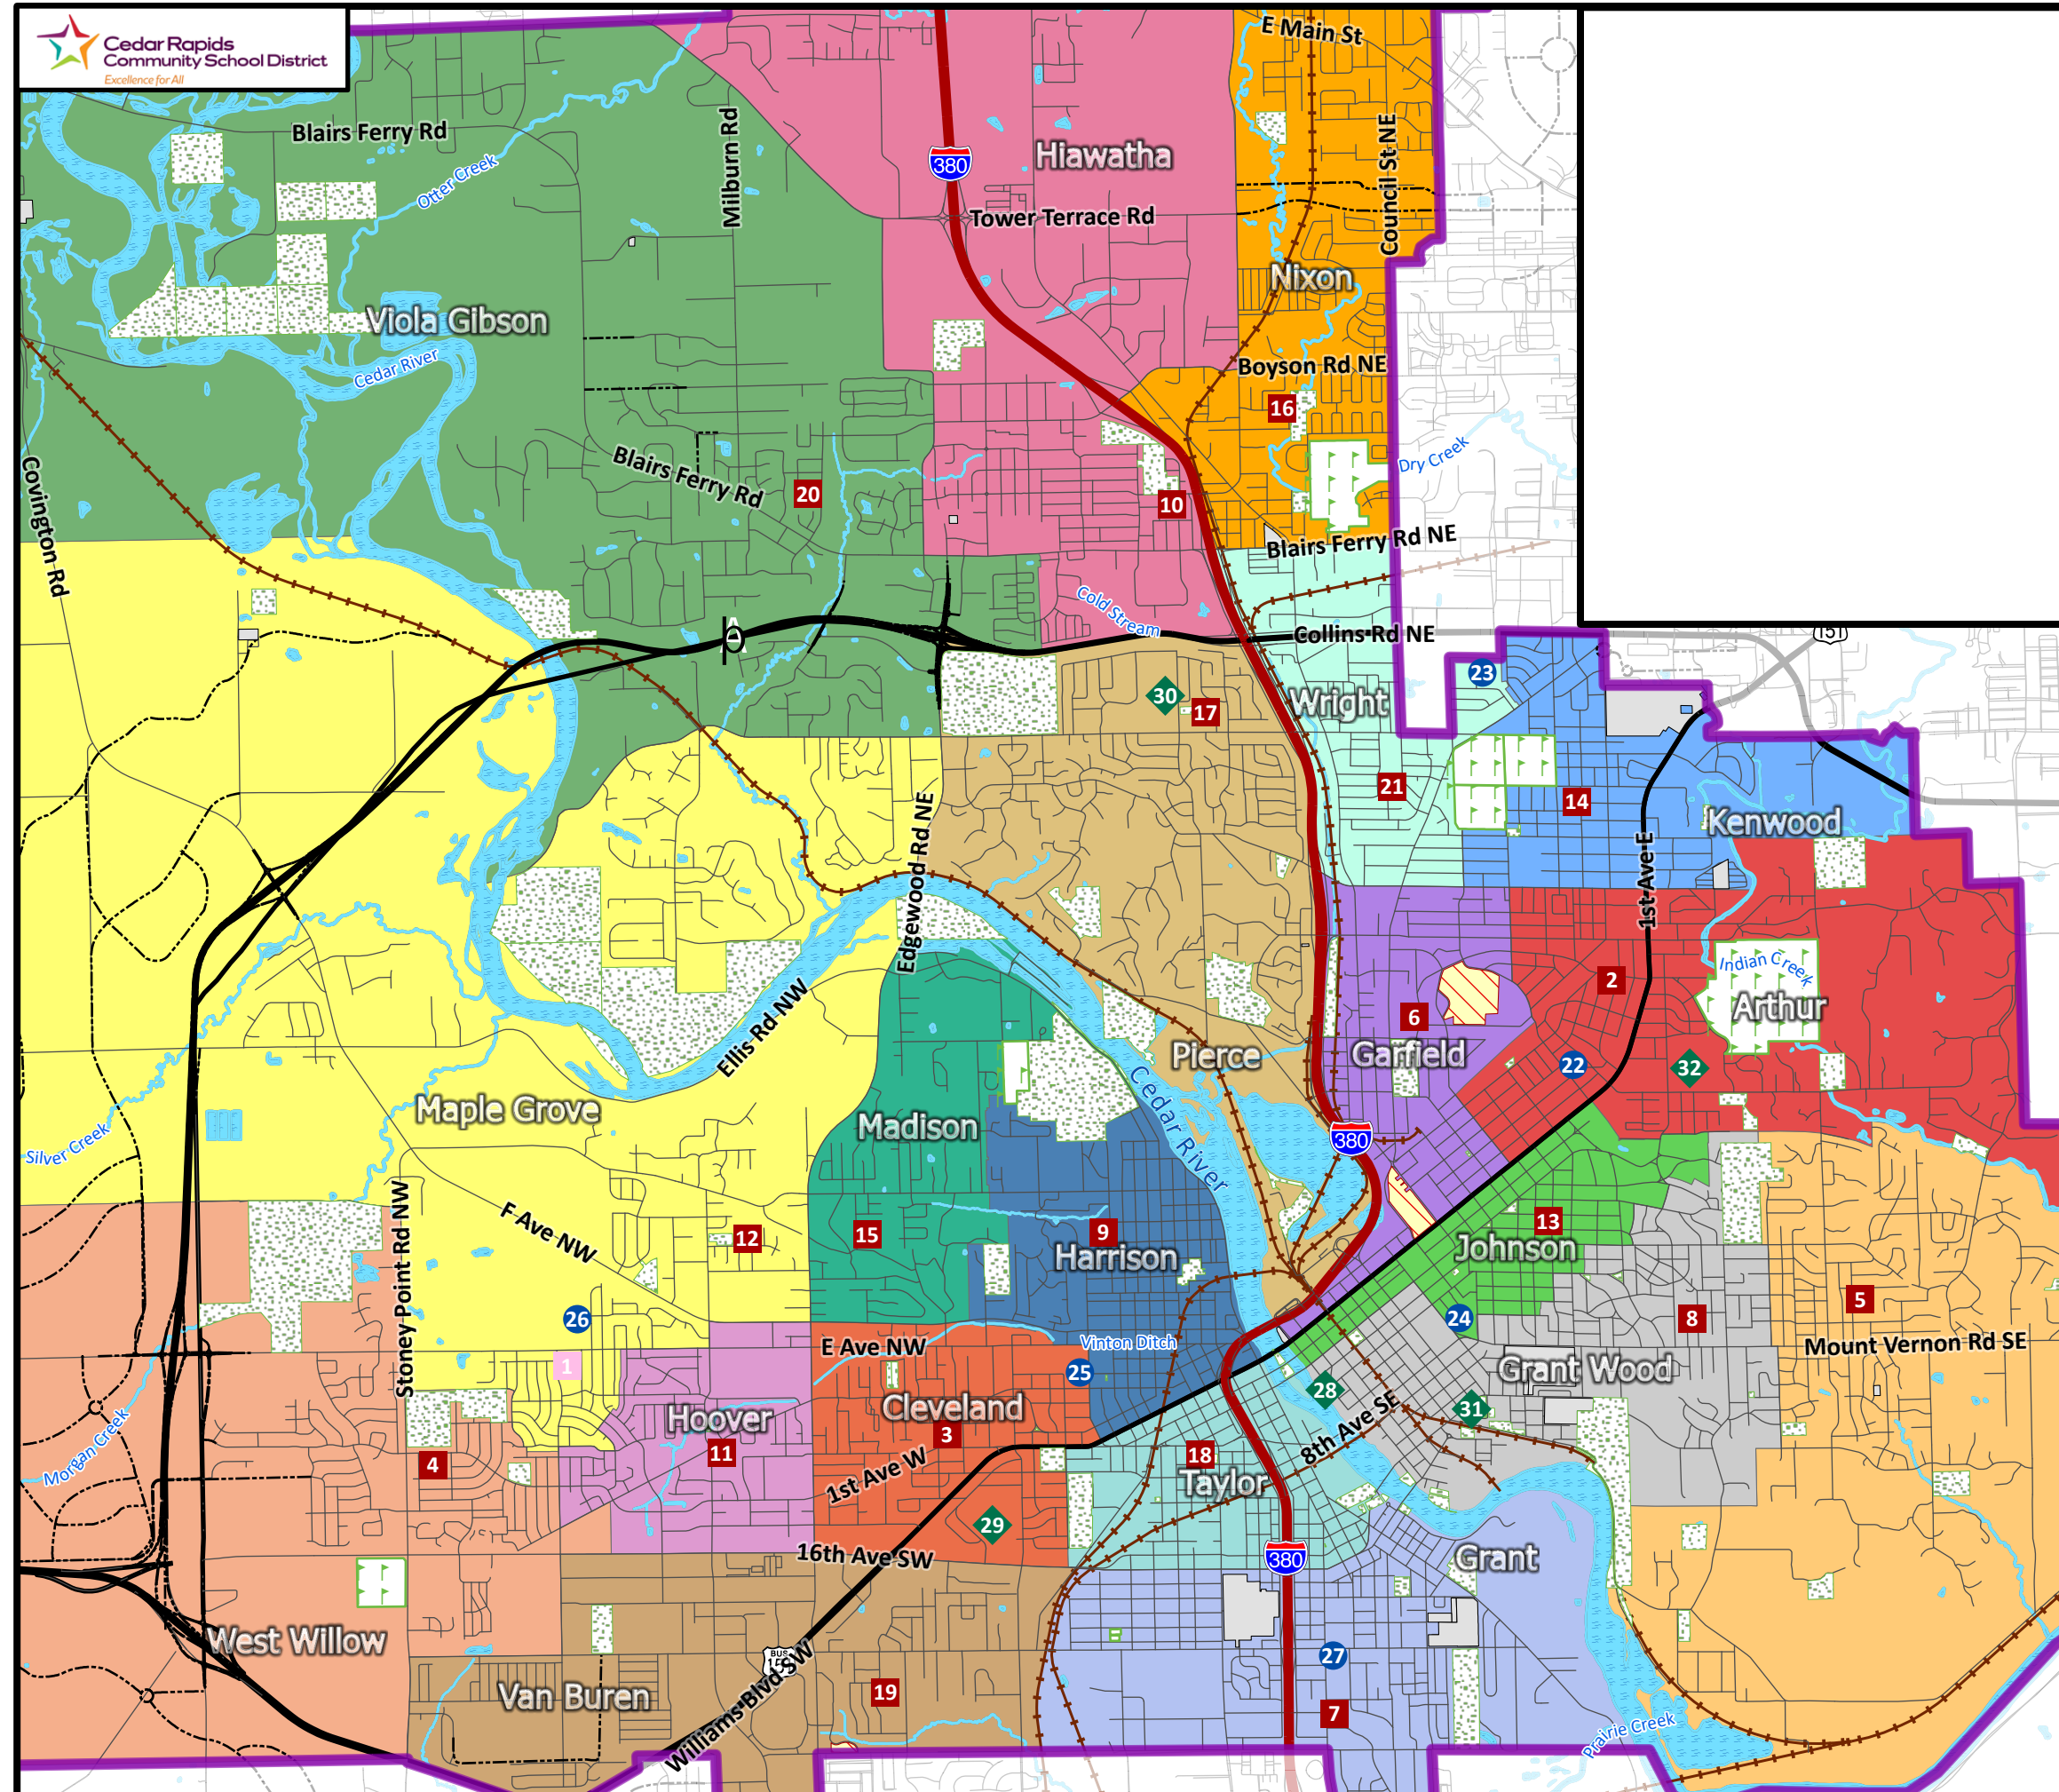 Cedar Rapids
Community School District
Excellence for All
E Main St
Blairs Ferry Rd
Milburn Rd
Council St NE
380
Hiawatha
Otter Creek
Tower Terrace Rd
Nixon
Viola Gibson
Cedar River
Boyson Rd NE
16
Dry Creek
Covington Rd
Blairs Ferry Rd
20
10
Blairs Ferry Rd NE
Cold Stream
Collins Rd NE
151
23
30
17
Wright
21
14
Kenwood
Edgewood Rd NE
1st Ave E
Indian Creek
2
Arthur
Ellis Rd NW
6
Garfield
Pierce
22
32
Cedar River
Maple Grove
Madison
380
Silver Creek
Stoney Point Rd NW
F Ave NW
12
15
9
Harrison
13
Johnson
26
5
24
8
Vinton Ditch
E Ave NW
Mount Vernon Rd SE
1
25
28
Grant Wood
Hoover
Cleveland
31
Morgan Creek
11
3
8th Ave SE
4
1st Ave W
18
Taylor
29
16th Ave SW
380
Grant
West Willow
BUS
151
27
Van Buren
19
Williams Blvd SW
7
Prairie Creek